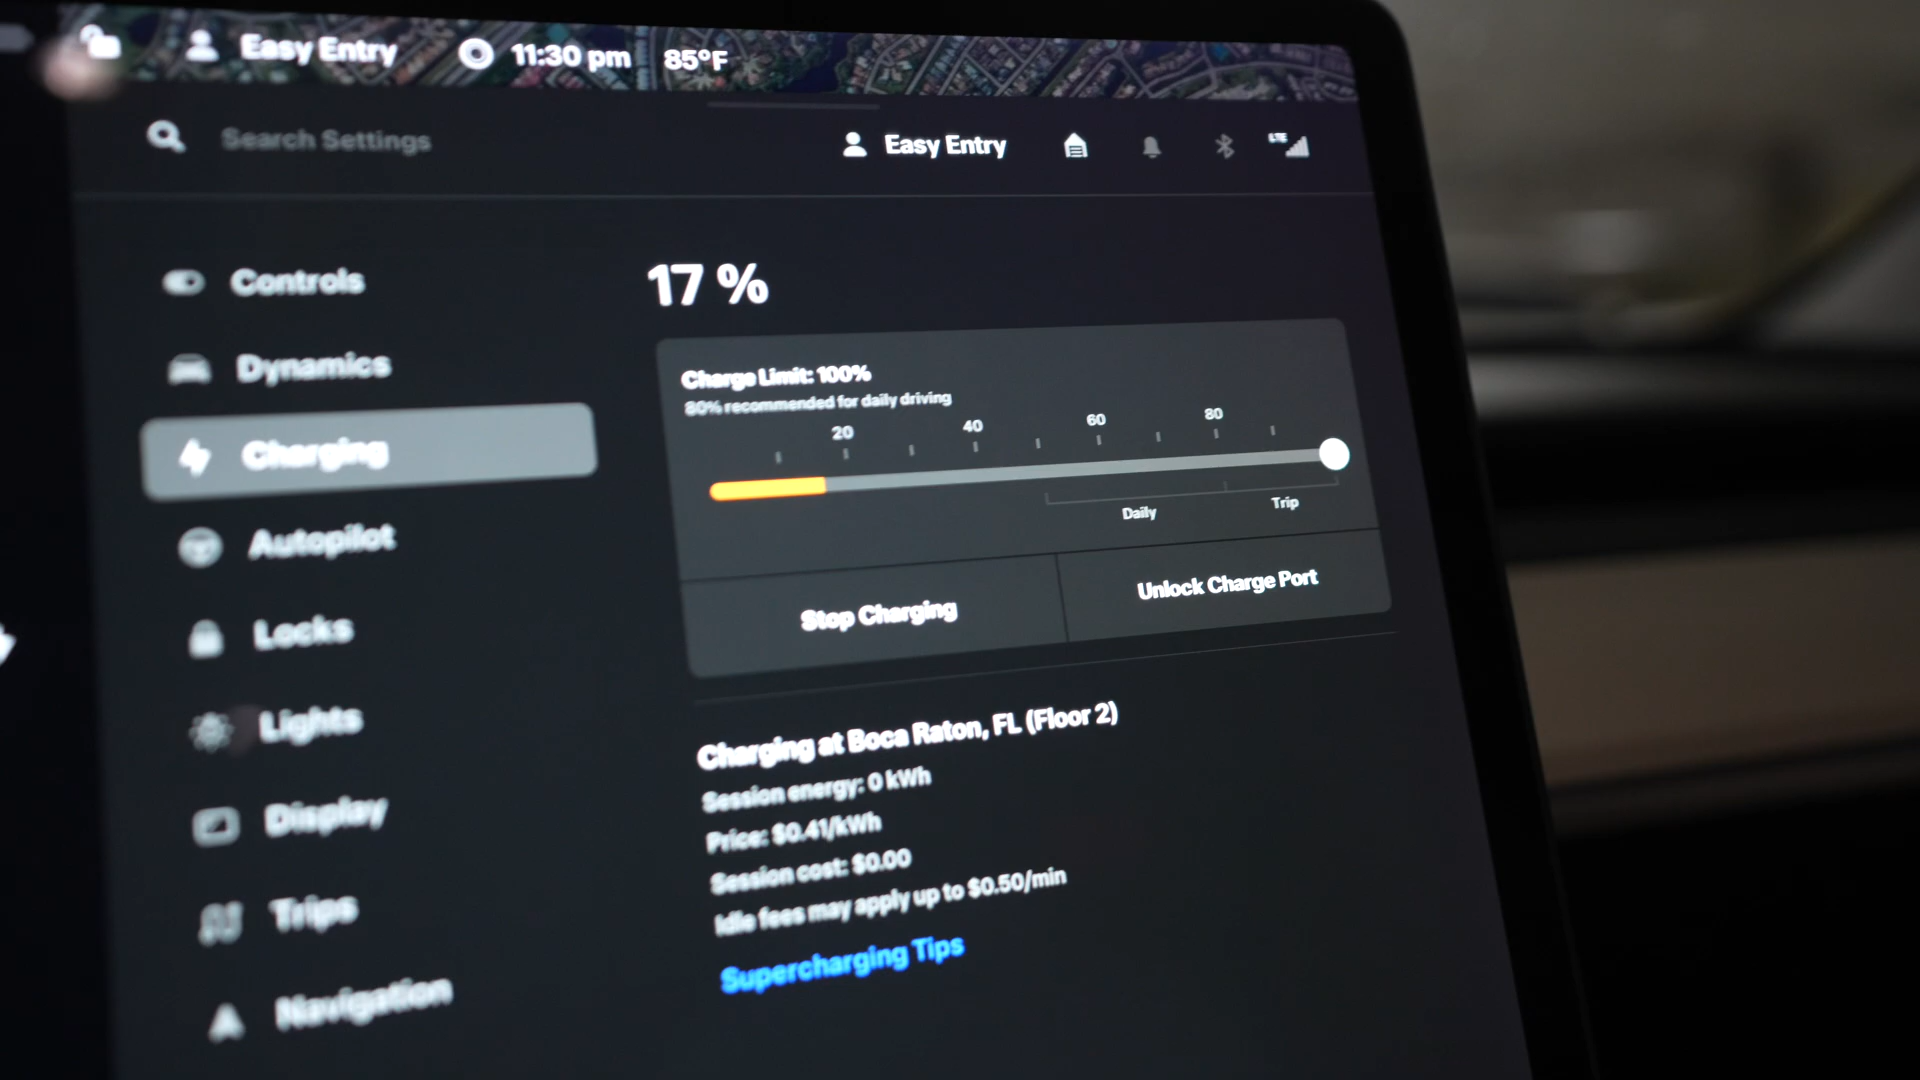 Easy Entry 11:30 pm 85°F
Search Settings
Easy Entry
LTE
Controls
Dynamics
Charging
Autopilot
Locks
Lights
Display
Trips
Navigation
17 %
Charge Limit: 100%
80% recommended for daily driving
20 40 60 80
Daily Trip
Stop Charging
Unlock Charge Port
Charging at Boca Raton, FL (Floor 2)
Session energy: 0 kWh
Price: $0.41/kWh
Session cost: $0.00
Idle fees may apply up to $0.50/min
Supercharging Tips